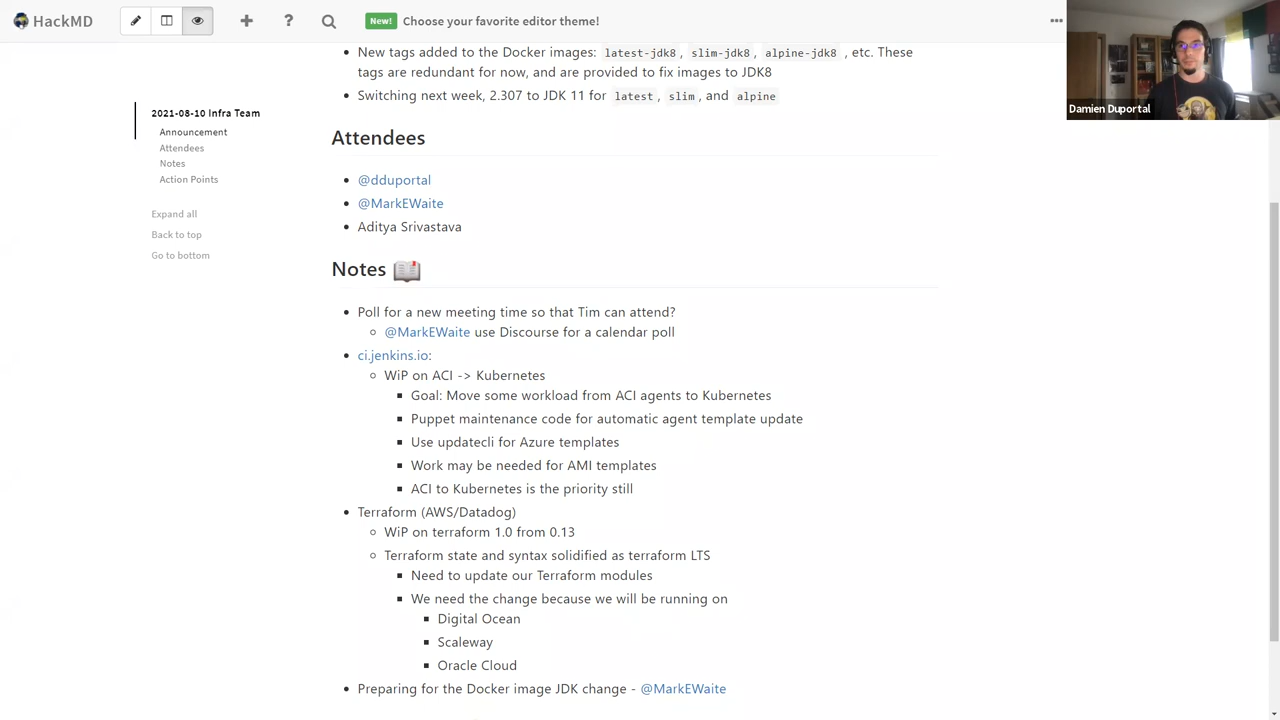 HackMD
New!
Choose your favorite editor theme!
New tags added to the Docker images: latest-jdk8, slim-jdk8, alpine-jdk8 , etc. These
tags are redundant for now, and are provided to fix images to JDK8
Switching next week, 2.307 to JDK 11 for latest, slim, and alpine
Damien Duportal
2021-08-10 Infra Team
Announcement
Attendees
Notes
Action Points
Expand all
Back to top
Go to bottom
Attendees
@dduportal
@MarkEWaite
Aditya Srivastava
Notes
Poll for a new meeting time so that Tim can attend?
@MarkEWaite use Discourse for a calendar poll
ci.jenkins.io:
WiP on ACI -> Kubernetes
Goal: Move some workload from ACI agents to Kubernetes
Puppet maintenance code for automatic agent template update
Use updatecli for Azure templates
Work may be needed for AMI templates
ACI to Kubernetes is the priority still
Terraform (AWS/Datadog)
WiP on terraform 1.0 from 0.13
Terraform state and syntax solidified as terraform LTS
Need to update our Terraform modules
We need the change because we will be running on
Digital Ocean
Scaleway
Oracle Cloud
Preparing for the Docker image JDK change - @MarkEWaite